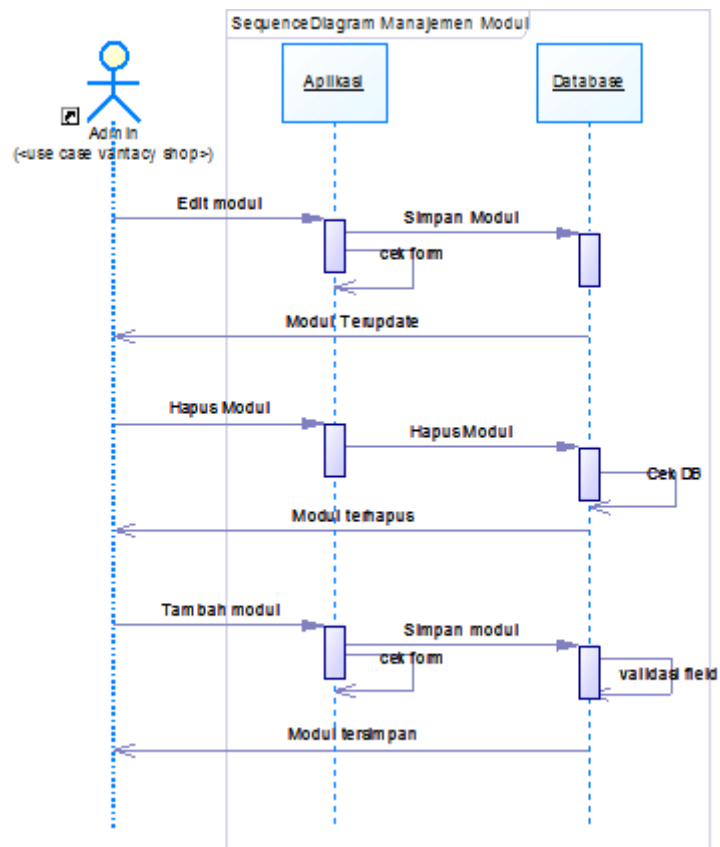 SequenceDiagram Manajemen Modul
Aplikasi
Database
Admin
(<use case vantacy shop>)
Edit modul
Simpan Modul
cek form
Modul Terupdate
Hapus Modul
HapusModul
Cek DB
Modul terhapus
Tambah modul
Simpan modul
cek form
validasi field
Modul tersimpan